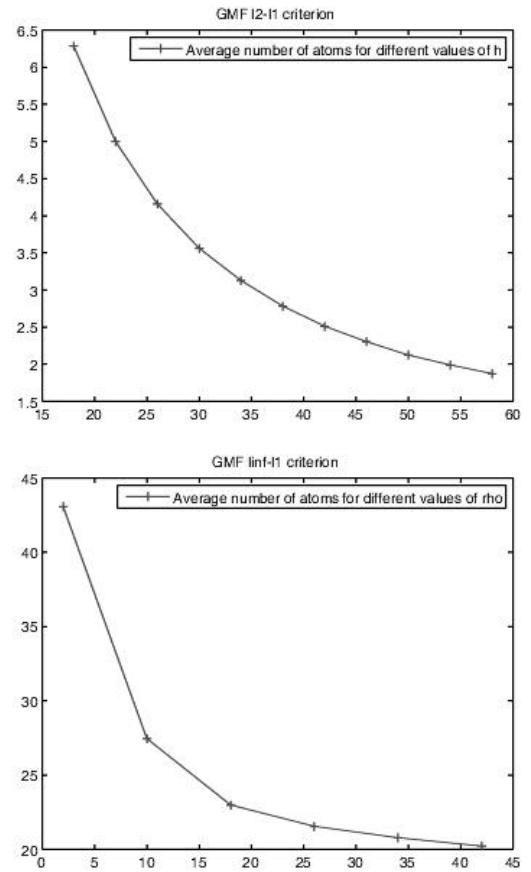 GMF l2-l1 criterion
Average number of atoms for different values of h
6.5
6
5.5
5
4.5
4
3.5
3
2.5
2
1.5
15 20 25 30 35 40 45 50 55 60
GMF linf-l1 criterion
Average number of atoms for different values of rho
45
40
35
30
25
20
0 5 10 15 20 25 30 35 40 45